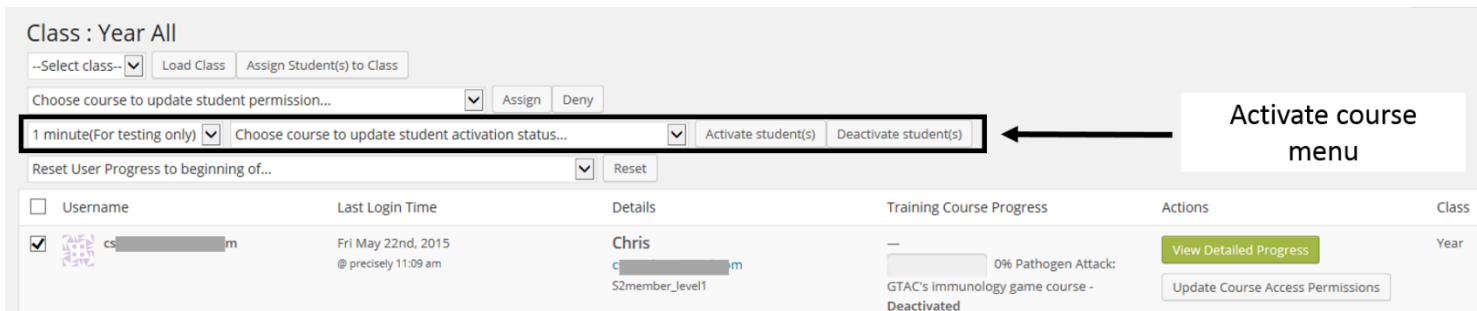 Class : Year All
--Select class-- Load Class Assign Student(s) to Class
Choose course to update student permission... Assign Deny
1 minute(For testing only) Choose course to update student activation status... Activate student(s) Deactivate student(s)
Activate course
menu
Reset User Progress to beginning of... Reset
Username Last Login Time Details Training Course Progress Actions Class
cs m Fri May 22nd, 2015 Chris — View Detailed Progress Year
@ precisely 11:09 am c m 0% Pathogen Attack:
S2member_level1 GTAC's immunology game course - Update Course Access Permissions
Deactivated